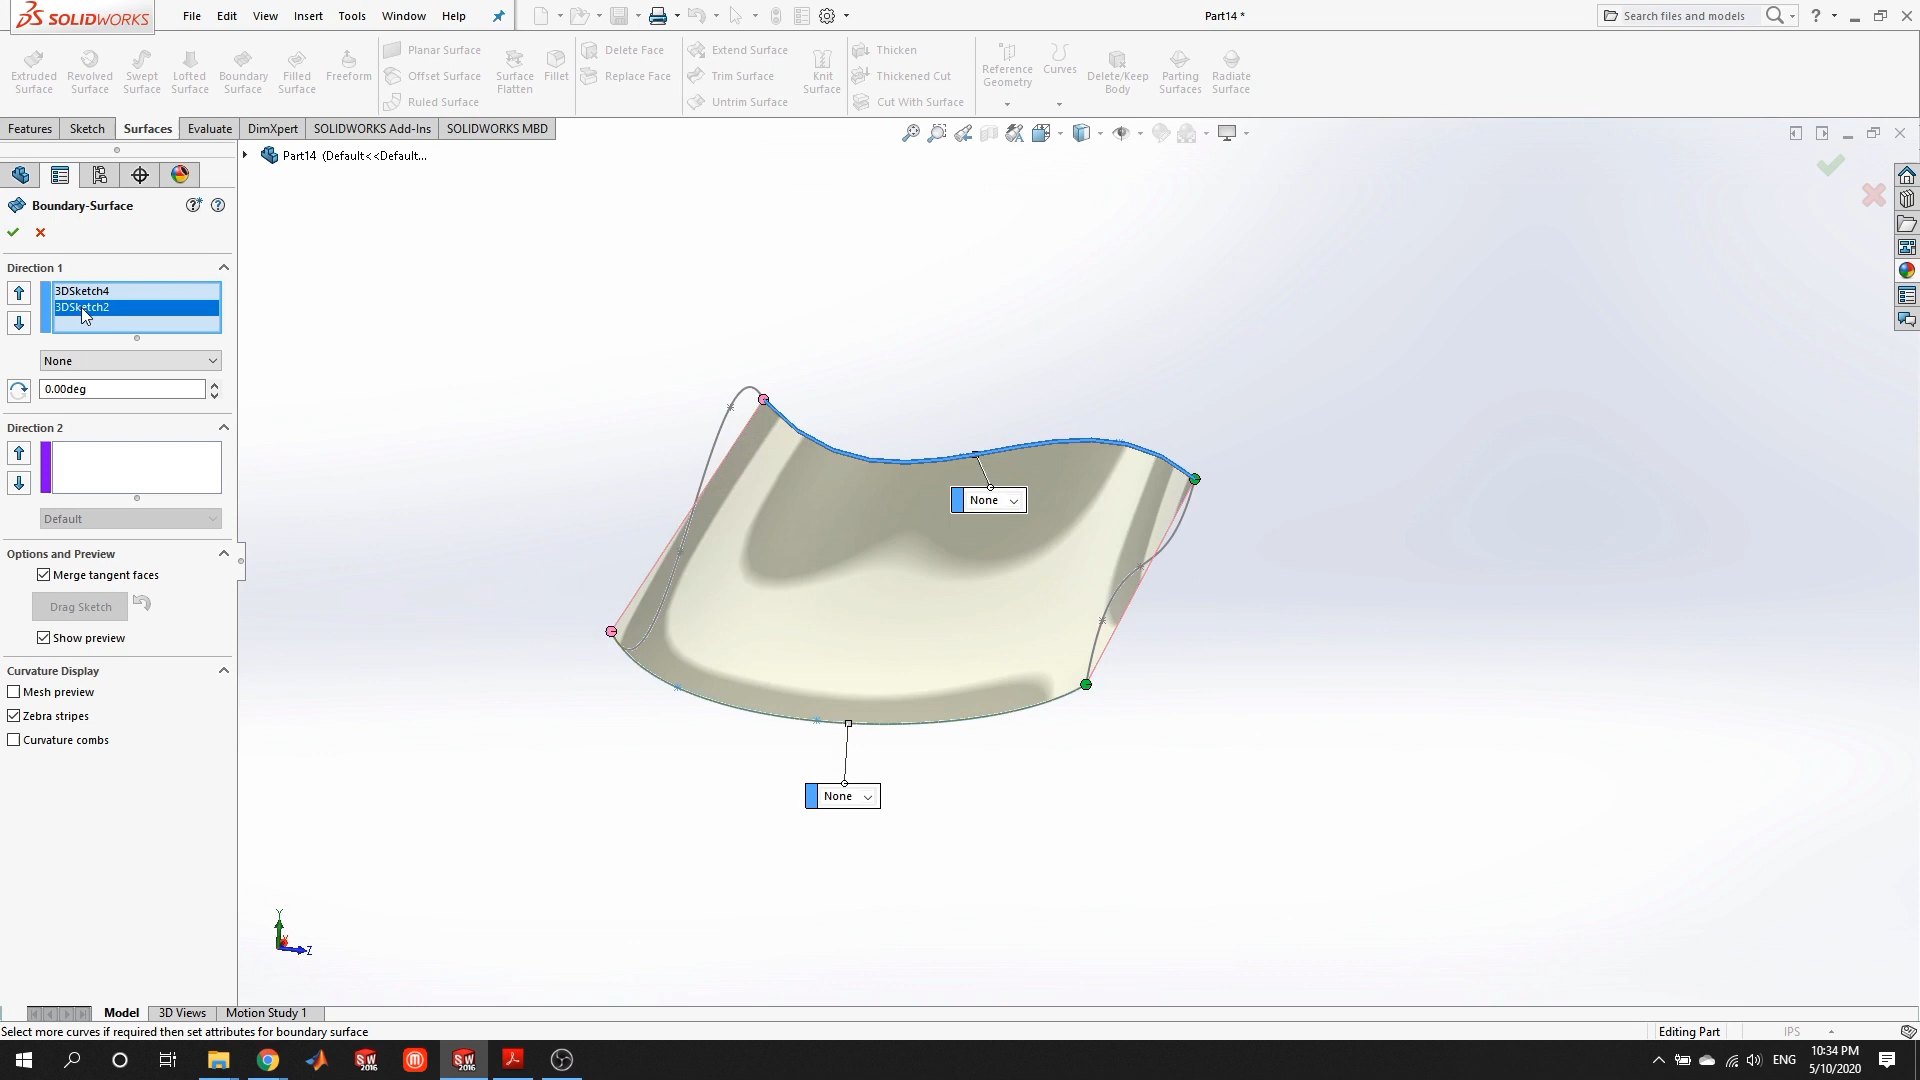 SOLIDWORKS
File Edit View Insert Tools Window Help
Part14 *
Search files and models
Extruded Surface
Revolved Surface
Swept Surface
Lofted Surface
Boundary Surface
Filled Surface
Freeform
Planar Surface
Offset Surface
Ruled Surface
Surface Flatten
Fillet
Delete Face
Replace Face
Extend Surface
Trim Surface
Untrim Surface
Knit Surface
Thicken
Thickened Cut
Cut With Surface
Reference Geometry
Curves
Delete/Keep Body
Parting Surfaces
Radiate Surface
Features Sketch Surfaces Evaluate DimXpert SOLIDWORKS Add-Ins SOLIDWORKS MBD
Part14 (Default<<Default...
Boundary-Surface
Direction 1
3DSketch4
3DSketch2
None
0.00deg
Direction 2
Default
Options and Preview
Merge tangent faces
Drag Sketch
Show preview
Curvature Display
Mesh preview
Zebra stripes
Curvature combs
None
None
Y
X
Z
Model 3D Views Motion Study 1
Select more curves if required then set attributes for boundary surface
Editing Part
IPS
SW 2016
SW 2016
ENG
10:34 PM
5/10/2020